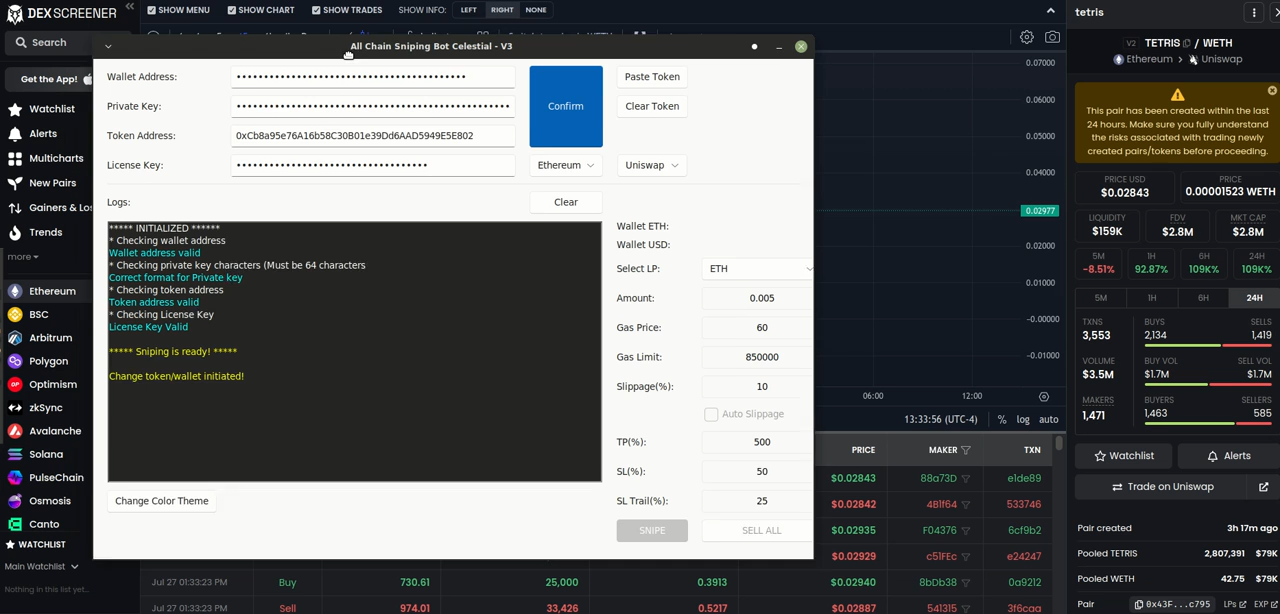 DEX SCREENER
Search
Get the App!
Watchlist
Alerts
Multicharts
New Pairs
Gainers & Los
Trends
more
Ethereum
BSC
Arbitrum
Polygon
Optimism
zkSync
Avalanche
Solana
PulseChain
Osmosis
Canto
WATCHLIST
Main Watchlist
Nothing in this list yet...
SHOW MENU SHOW CHART SHOW TRADES SHOW INFO: LEFT RIGHT NONE
All Chain Sniping Bot Celestial - V3
Wallet Address:
Private Key:
Token Address: 0xCb8a95e76A16b58C30B01e39Dd6AAD5949E5E802
License Key:
Confirm
Paste Token
Clear Token
Ethereum Uniswap
Logs:
Clear
***** INITIALIZED ******
* Checking wallet address
Wallet address valid
* Checking private key characters (Must be 64 characters
Correct format for Private key
* Checking token address
Token address valid
* Checking License Key
License Key Valid
***** Sniping is ready! *****
Change token/wallet initiated!
Change Color Theme
Wallet ETH:
Wallet USD:
Select LP: ETH
Amount: 0.005
Gas Price: 60
Gas Limit: 850000
Slippage(%): 10
Auto Slippage
TP(%): 500
SL(%): 50
SL Trail(%): 25
SNIPE SELL ALL
0.07000
0.06000
0.05000
0.04000
0.02977
0.02000
0.01000
-0.00000
-0.01000
06:00 12:00
13:33:56 (UTC-4) % log auto
PRICE MAKER TXN
$0.02843 88a73D e1de89
$0.02842 4B1f64 533746
$0.02935 F04376 6cf9b2
$0.02929 c51FEc e24247
Jul 27 01:33:23 PM Buy 730.61 25,000 0.3913 $0.02940 8bDb38 0a9212
Jul 27 01:33:23 PM Sell 974.01 33,426 0.5217 $0.02887 541315 3f6caa
tetris
V2 TETRIS / WETH
Ethereum > Uniswap
This pair has been created within the last
24 hours. Make sure you fully understand
the risks associated with trading newly
created pairs/tokens before proceeding.
PRICE USD PRICE
$0.02843 0.00001523 WETH
LIQUIDITY FDV MKT CAP
$159K $2.8M $2.8M
5M 1H 6H 24H
-8.51% 92.87% 109K% 109K%
5M 1H 6H 24H
TXNS BUYS SELLS
3,553 2,134 1,419
VOLUME BUY VOL SELL VOL
$3.5M $1.7M $1.7M
MAKERS BUYERS SELLERS
1,471 1,463 585
Watchlist Alerts
Trade on Uniswap
Pair created 3h 17m ago
Pooled TETRIS 2,807,391 $79K
Pooled WETH 42.75 $79K
Pair 0x43F...c795 LPs EXP